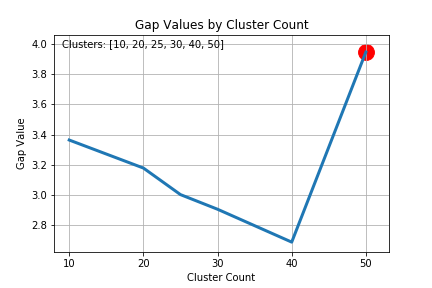 Gap Values by Cluster Count
Clusters: [10, 20, 25, 30, 40, 50]
4.0
3.8
3.6
3.4
3.2
3.0
2.8
Gap Value
10 20 30 40 50
Cluster Count